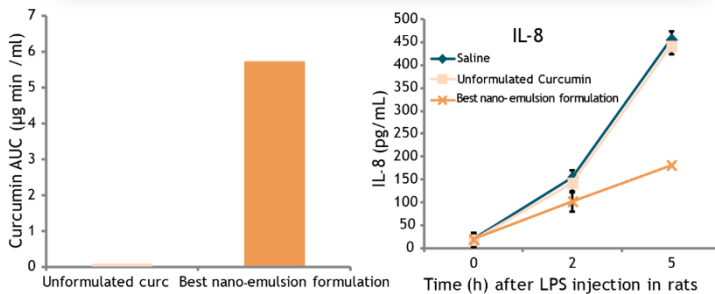 Curcumin AUC (µg min /ml)
7
6
5
4
3
2
1
0
Unformulated curc
Best nano-emulsion formulation
IL-8
Saline
Unformulated Curcumin
Best nano-emulsion formulation
IL-8 (pg/mL)
500
450
400
350
300
250
200
150
100
50
0
0
2
5
Time (h) after LPS injection in rats